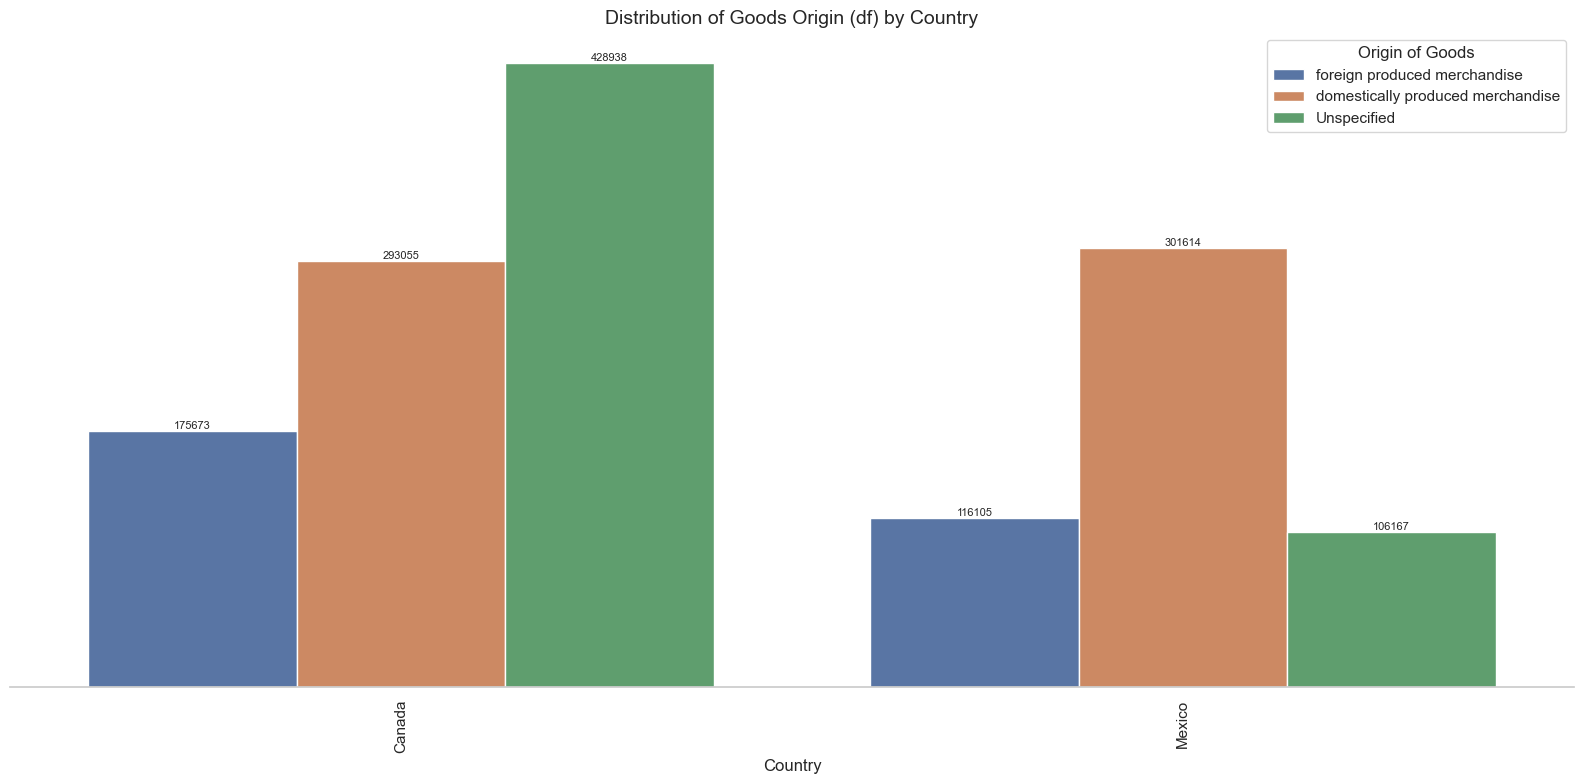 Distribution of Goods Origin (df) by Country
Origin of Goods
foreign produced merchandise
domestically produced merchandise
Unspecified
428938
293055
301614
175673
116105
106167
Canada
Mexico
Country